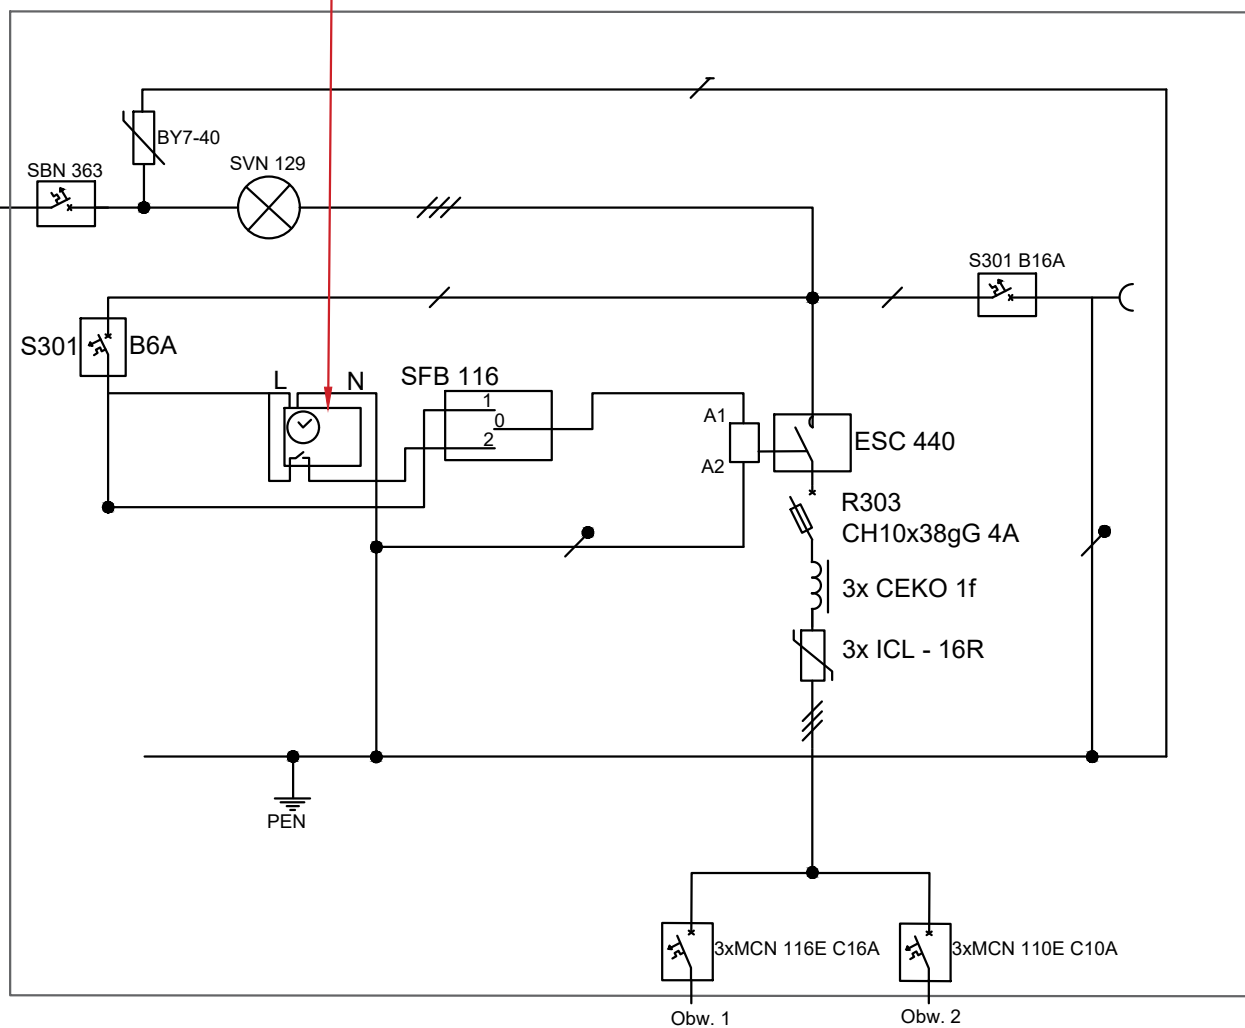 BY7-40
SBN 363
SVN 129
S301 B16A
S301
B6A
L
N
SFB 116
1
0
2
A1
A2
ESC 440
R303
CH10x38gG 4A
3x CEKO 1f
3x ICL - 16R
PEN
3xMCN 116E C16A
3xMCN 110E C10A
Obw. 1
Obw. 2